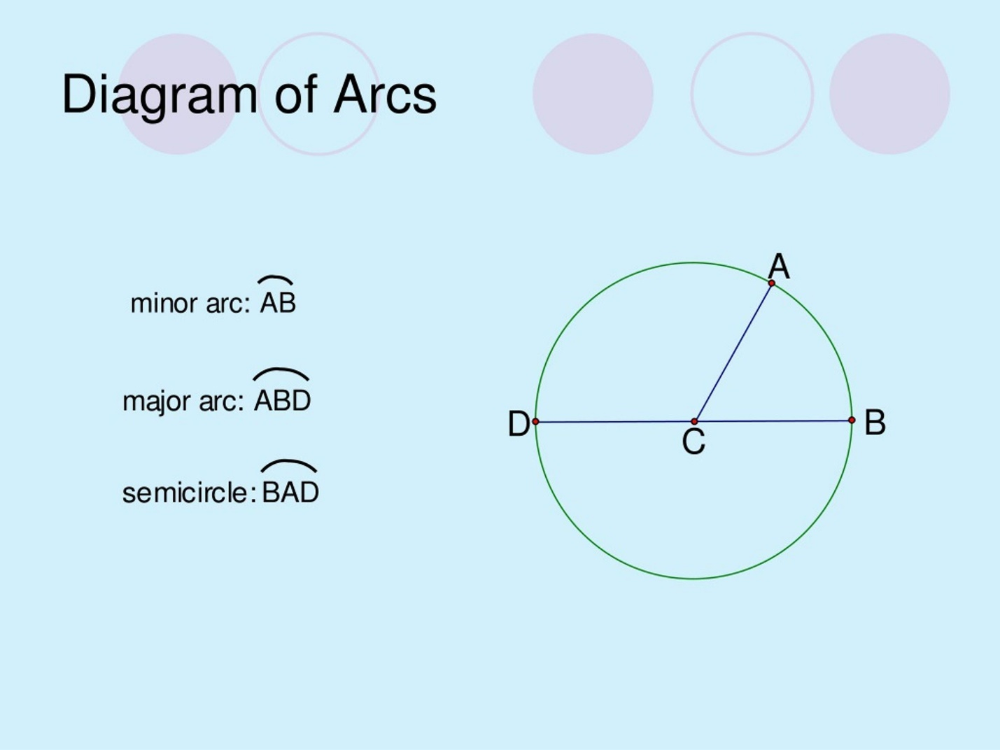 Diagram of Arcs
minor arc: AB
major arc: ABD
semicircle: BAD
A
D
C
B